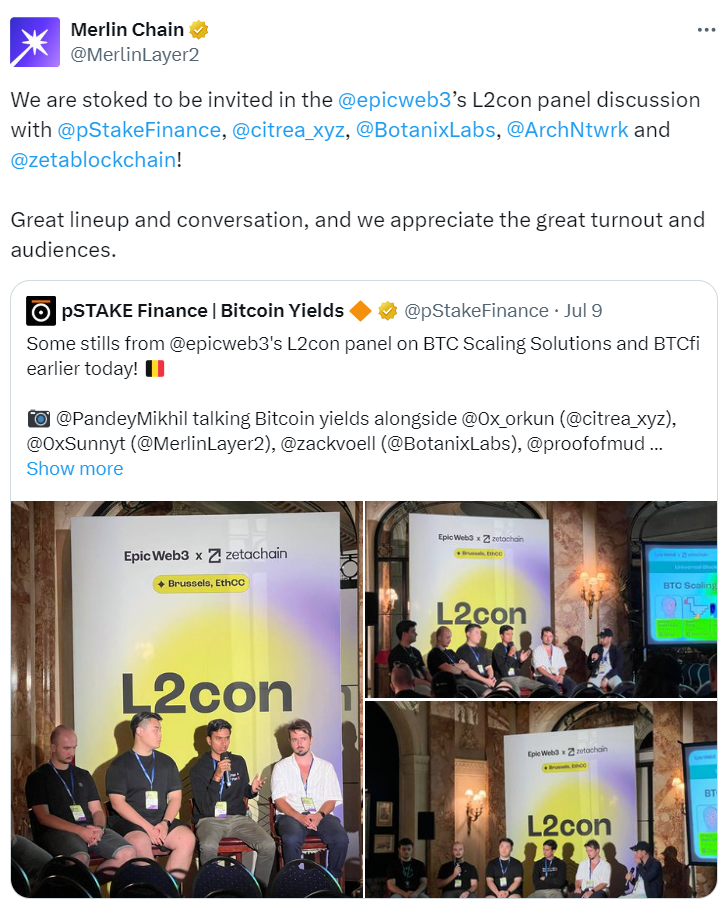 Merlin Chain
@MerlinLayer2
We are stoked to be invited in the @epicweb3's L2con panel discussion
with @pStakeFinance, @citrea_xyz, @BotanixLabs, @ArchNtwrk and
@zetablockchain!
Great lineup and conversation, and we appreciate the great turnout and
audiences.
pSTAKE Finance | Bitcoin Yields 🔶 @pStakeFinance · Jul 9
Some stills from @epicweb3's L2con panel on BTC Scaling Solutions and BTCfi
earlier today! 🇧🇪
📷 @PandeyMikhil talking Bitcoin yields alongside @0x_orkun (@citrea_xyz),
@0xSunnyt (@MerlinLayer2), @zackvoell (@BotanixLabs), @proofofmud ...
Show more
Epic Web3 x zetachain
Brussels, EthCC
L2con
Epic Web3 x zetachain
Brussels, EthCC
L2con
Universal Block
BTC Scaling
Epic Web3 x zetachain
Brussels, EthCC
L2con
BT